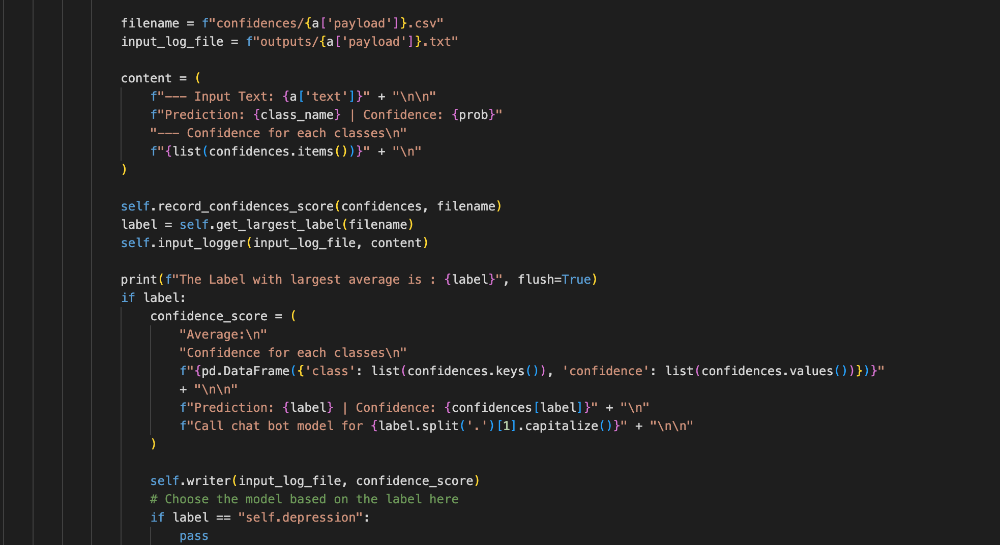 filename = f"confidences/{a['payload']}.csv"
input_log_file = f"outputs/{a['payload']}.txt"
content = (
f"--- Input Text: {a['text']}" + "\n\n"
f"Prediction: {class_name} | Confidence: {prob}"
"--- Confidence for each classes\n"
f"{list(confidences.items())}" + "\n"
)
self.record_confidences_score(confidences, filename)
label = self.get_largest_label(filename)
self.input_logger(input_log_file, content)
print(f"The Label with largest average is : {label}", flush=True)
if label:
confidence_score = (
"Average:\n"
"Confidence for each classes\n"
f"{pd.DataFrame({'class': list(confidences.keys()), 'confidence': list(confidences.values())})}"
+ "\n\n"
f"Prediction: {label} | Confidence: {confidences[label]}" + "\n"
f"Call chat bot model for {label.split('.')[1].capitalize()}" + "\n\n"
)
self.writer(input_log_file, confidence_score)
# Choose the model based on the label here
if label == "self.depression":
pass